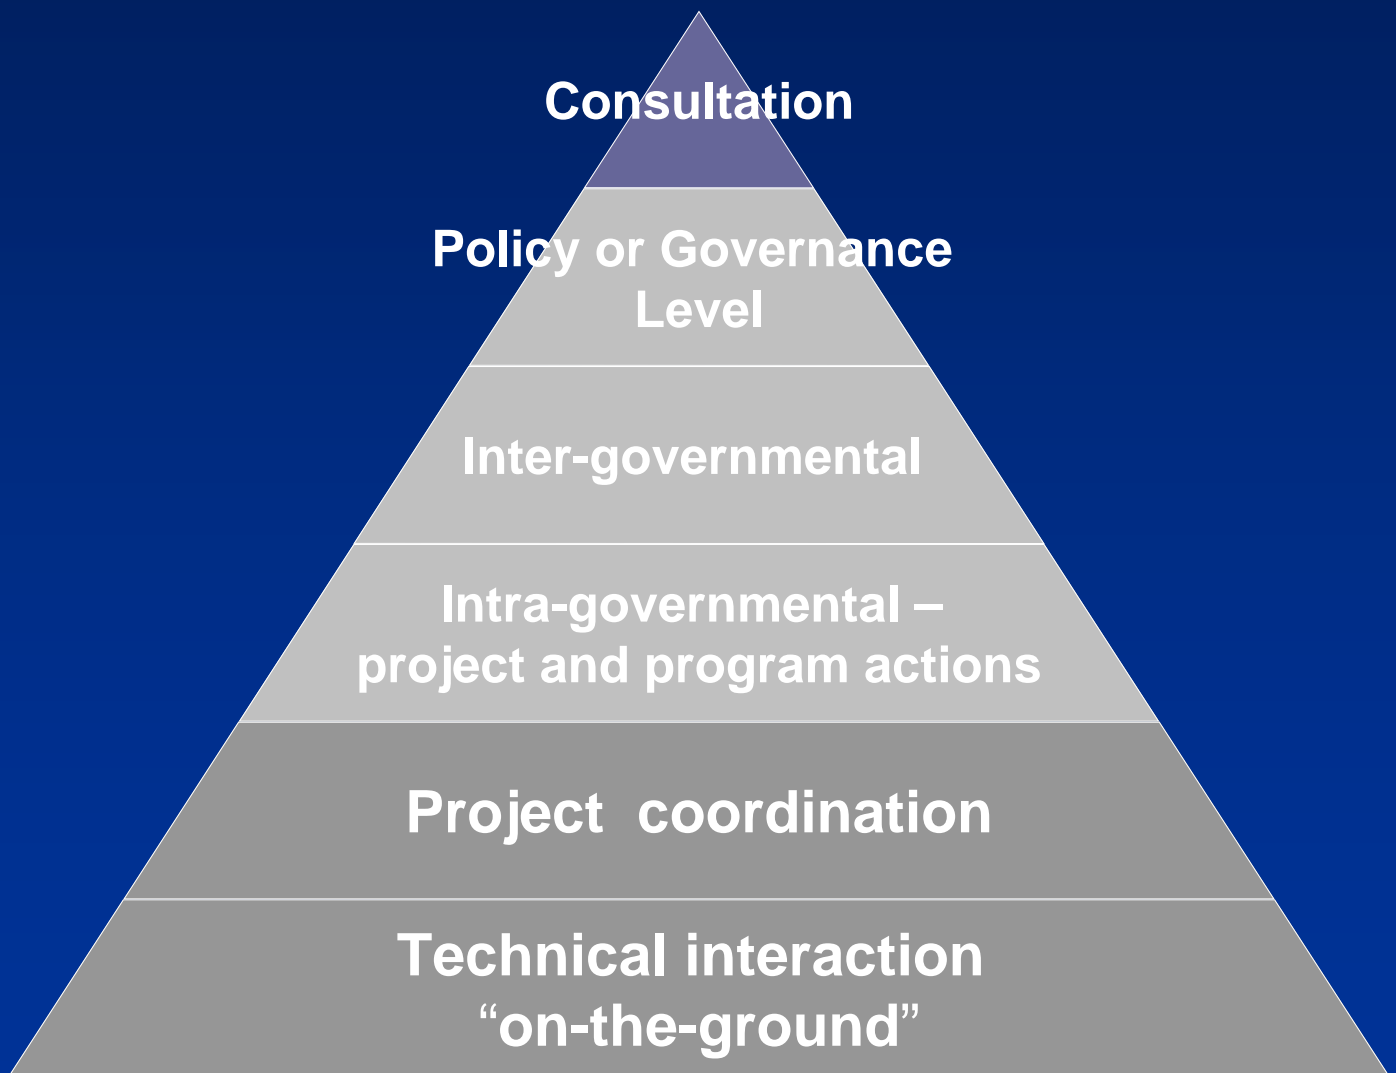 Consultation
Policy or Governance
Level
Inter-governmental
Intra-governmental –
project and program actions
Project  coordination
Technical interaction
“on-the-ground”